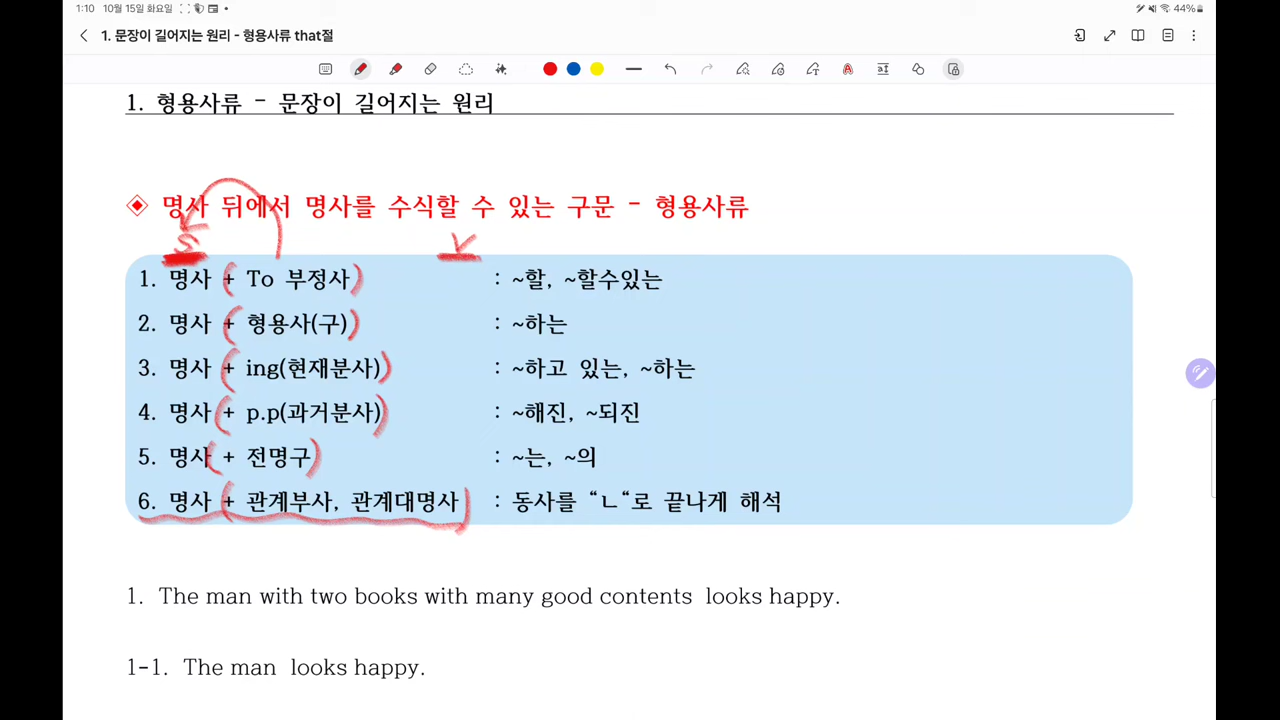 1:10 10월 15일 화요일 44%
1. 문장이 길어지는 원리 - 형용사류 that절
1. 형용사류 - 문장이 길어지는 원리
◈ 명사 뒤에서 명사를 수식할 수 있는 구문 - 형용사류
S V
1. 명사 + To 부정사 : ~할, ~할수있는
2. 명사 + 형용사(구) : ~하는
3. 명사 + ing(현재분사) : ~하고 있는, ~하는
4. 명사 + p.p(과거분사) : ~해진, ~되진
5. 명사 + 전명구 : ~는, ~의
6. 명사 + 관계부사, 관계대명사 : 동사를 “ㄴ“로 끝나게 해석
1. The man with two books with many good contents looks happy.
1-1. The man looks happy.